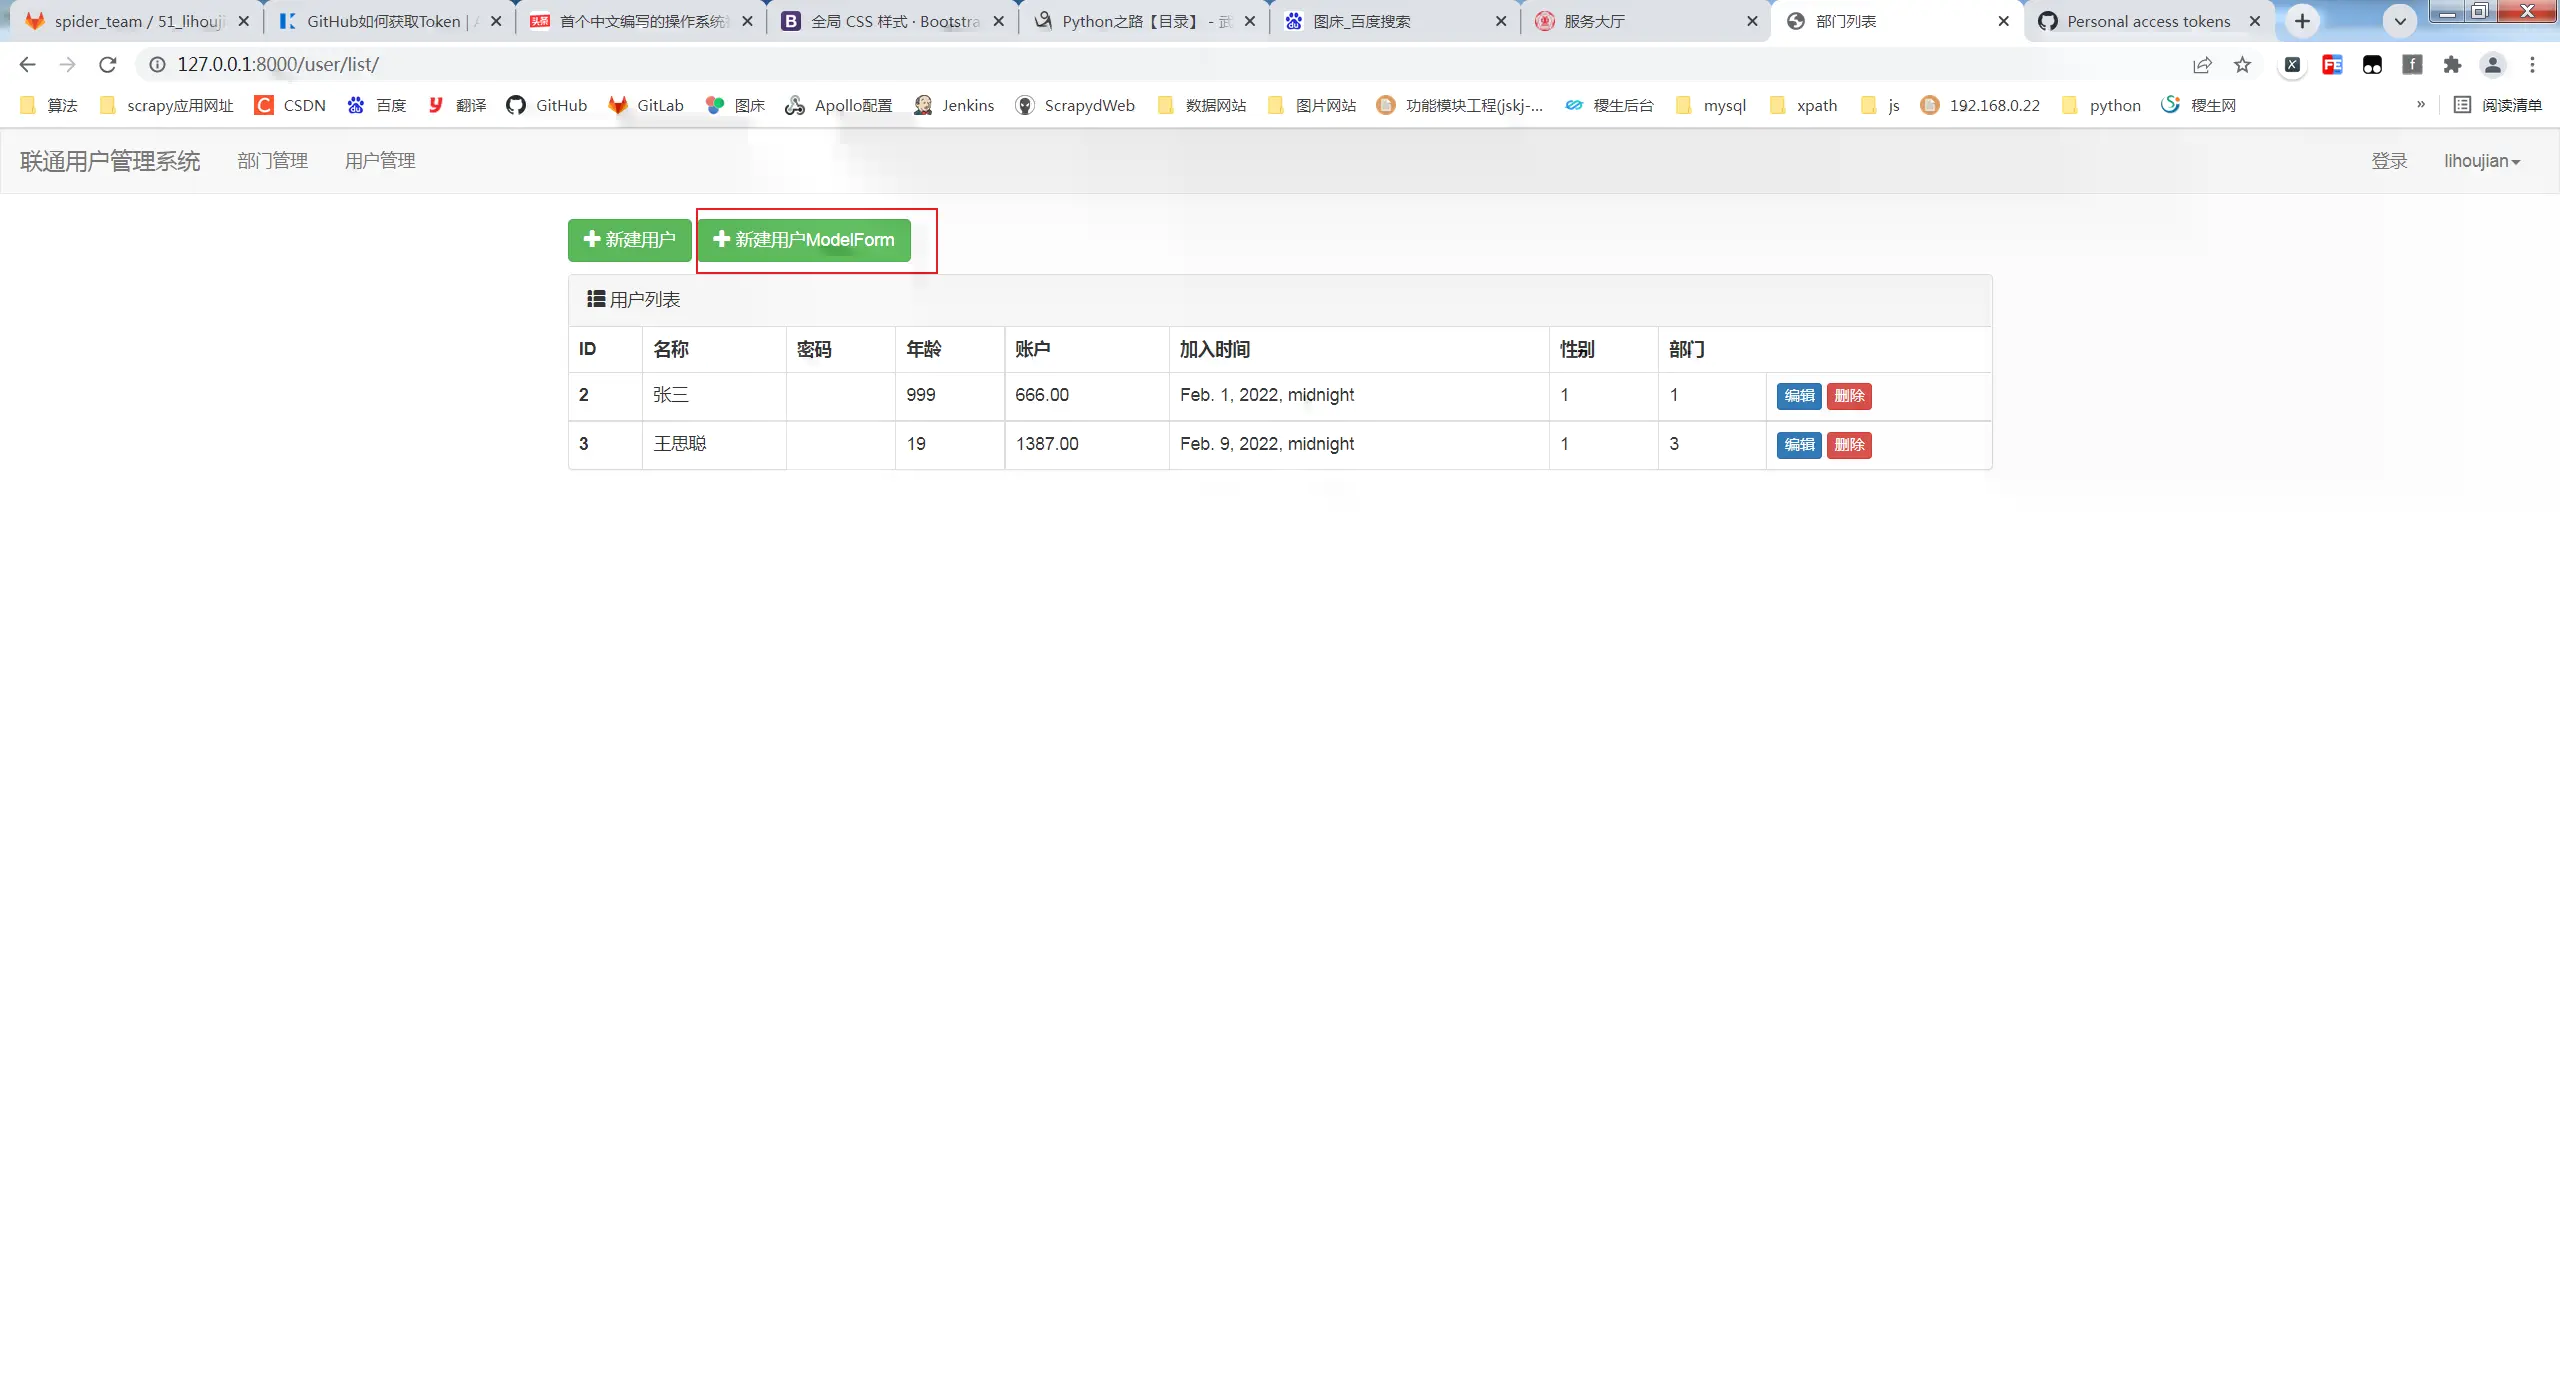 spider_team / 51_lihouji
GitHub如何获取Token |
首个中文编写的操作系统
全局 CSS 样式 · Bootstra
Python之路【目录】 - 武
图床_百度搜索
服务大厅
部门列表
Personal access tokens
127.0.0.1:8000/user/list/
算法 scrapy应用网址 CSDN 百度 翻译 GitHub GitLab 图床 Apollo配置 Jenkins ScrapydWeb 数据网站 图片网站 功能模块工程(jskj-... 稷生后台 mysql xpath js 192.168.0.22 python 稷生网 » 阅读清单
联通用户管理系统 部门管理 用户管理 登录 lihoujian
新建用户 新建用户ModelForm
用户列表
ID 名称 密码 年龄 账户 加入时间 性别 部门
2 张三 999 666.00 Feb. 1, 2022, midnight 1 1 编辑 删除
3 王思聪 19 1387.00 Feb. 9, 2022, midnight 1 3 编辑 删除